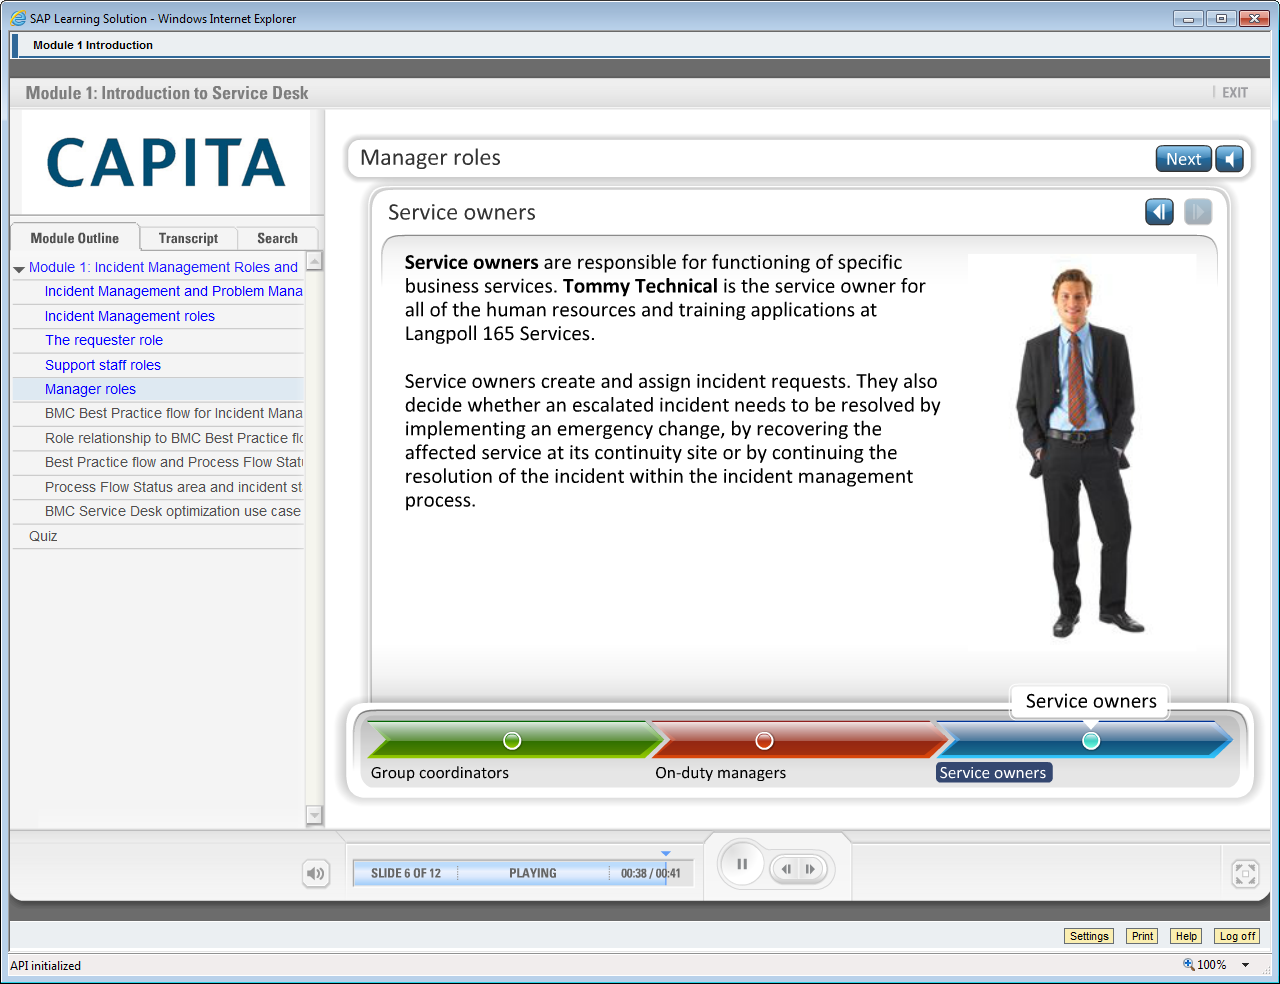 SAP Learning Solution - Windows Internet Explorer
Module 1 Introduction
Module 1: Introduction to Service Desk
EXIT
CAPITA
Module Outline
Transcript
Search
Module 1: Incident Management Roles and
Incident Management and Problem Mana
Incident Management roles
The requester role
Support staff roles
Manager roles
BMC Best Practice flow for Incident Mana
Role relationship to BMC Best Practice flo
Best Practice flow and Process Flow Statu
Process Flow Status area and incident st
BMC Service Desk optimization use case
Quiz
Manager roles
Next
Service owners
Service owners are responsible for functioning of specific
business services. Tommy Technical is the service owner for
all of the human resources and training applications at
Langpoll 165 Services.
Service owners create and assign incident requests. They also
decide whether an escalated incident needs to be resolved by
implementing an emergency change, by recovering the
affected service at its continuity site or by continuing the
resolution of the incident within the incident management
process.
Service owners
Group coordinators
On-duty managers
Service owners
SLIDE 6 OF 12
PLAYING
00:38 / 00:41
Settings
Print
Help
Log off
API initialized
100%